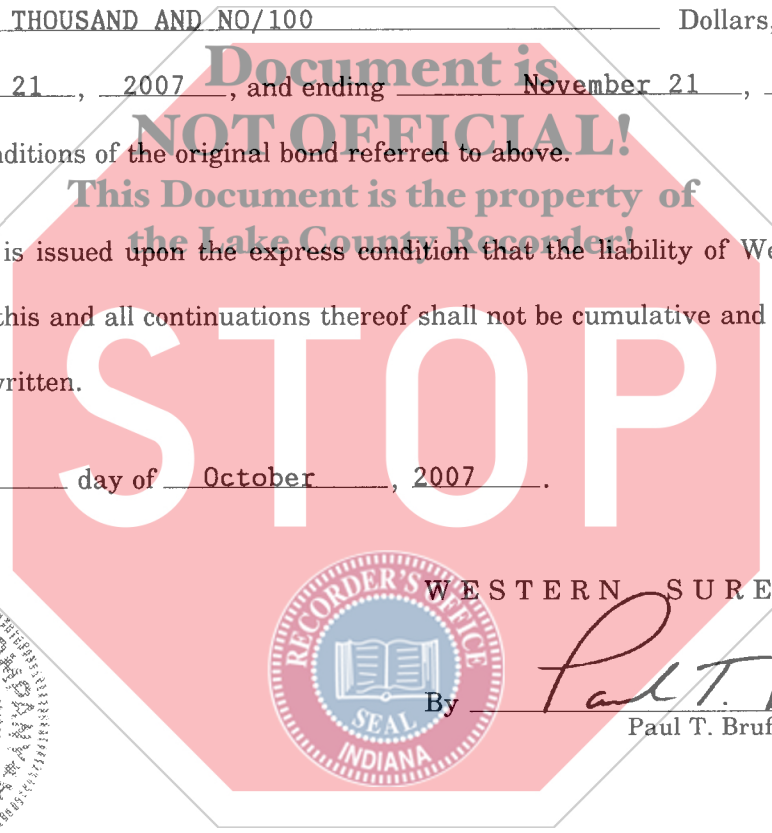 THOUSAND AND NO/100 Dollars,
Document is
21 , 2007 , and ending November 21 ,
NOT OFFICIAL!
nditions of the original bond referred to above.
This Document is the property of
the Lake County Recorder!
is issued upon the express condition that the liability of We
this and all continuations thereof shall not be cumulative and
STOP
written.
day of October , 2007 .
RECORDER'S OFFICE
SEAL
INDIANA
WESTERN SURE
Paul T.
By
Paul T. Bruf